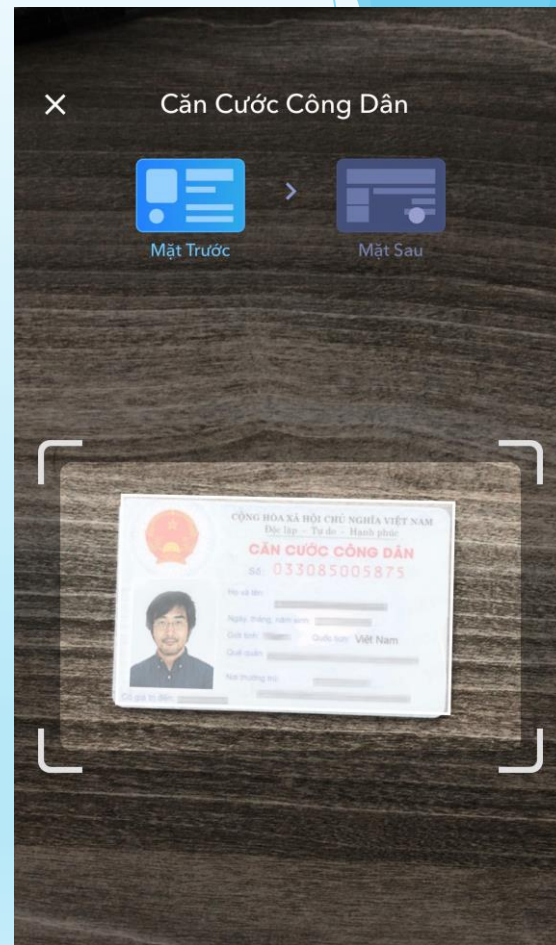 Căn Cước Công Dân
Mặt Trước
Mặt Sau
CỘNG HÒA XÃ HỘI CHỦ NGHĨA VIỆT NAM
Độc lập - Tự do - Hạnh phúc
CĂN CƯỚC CÔNG DÂN
Số: 033085005875
Họ và tên:
Ngày, tháng, năm sinh:
Giới tính: Quốc tịch: Việt Nam
Quê quán:
Nơi thường trú:
Có giá trị đến: